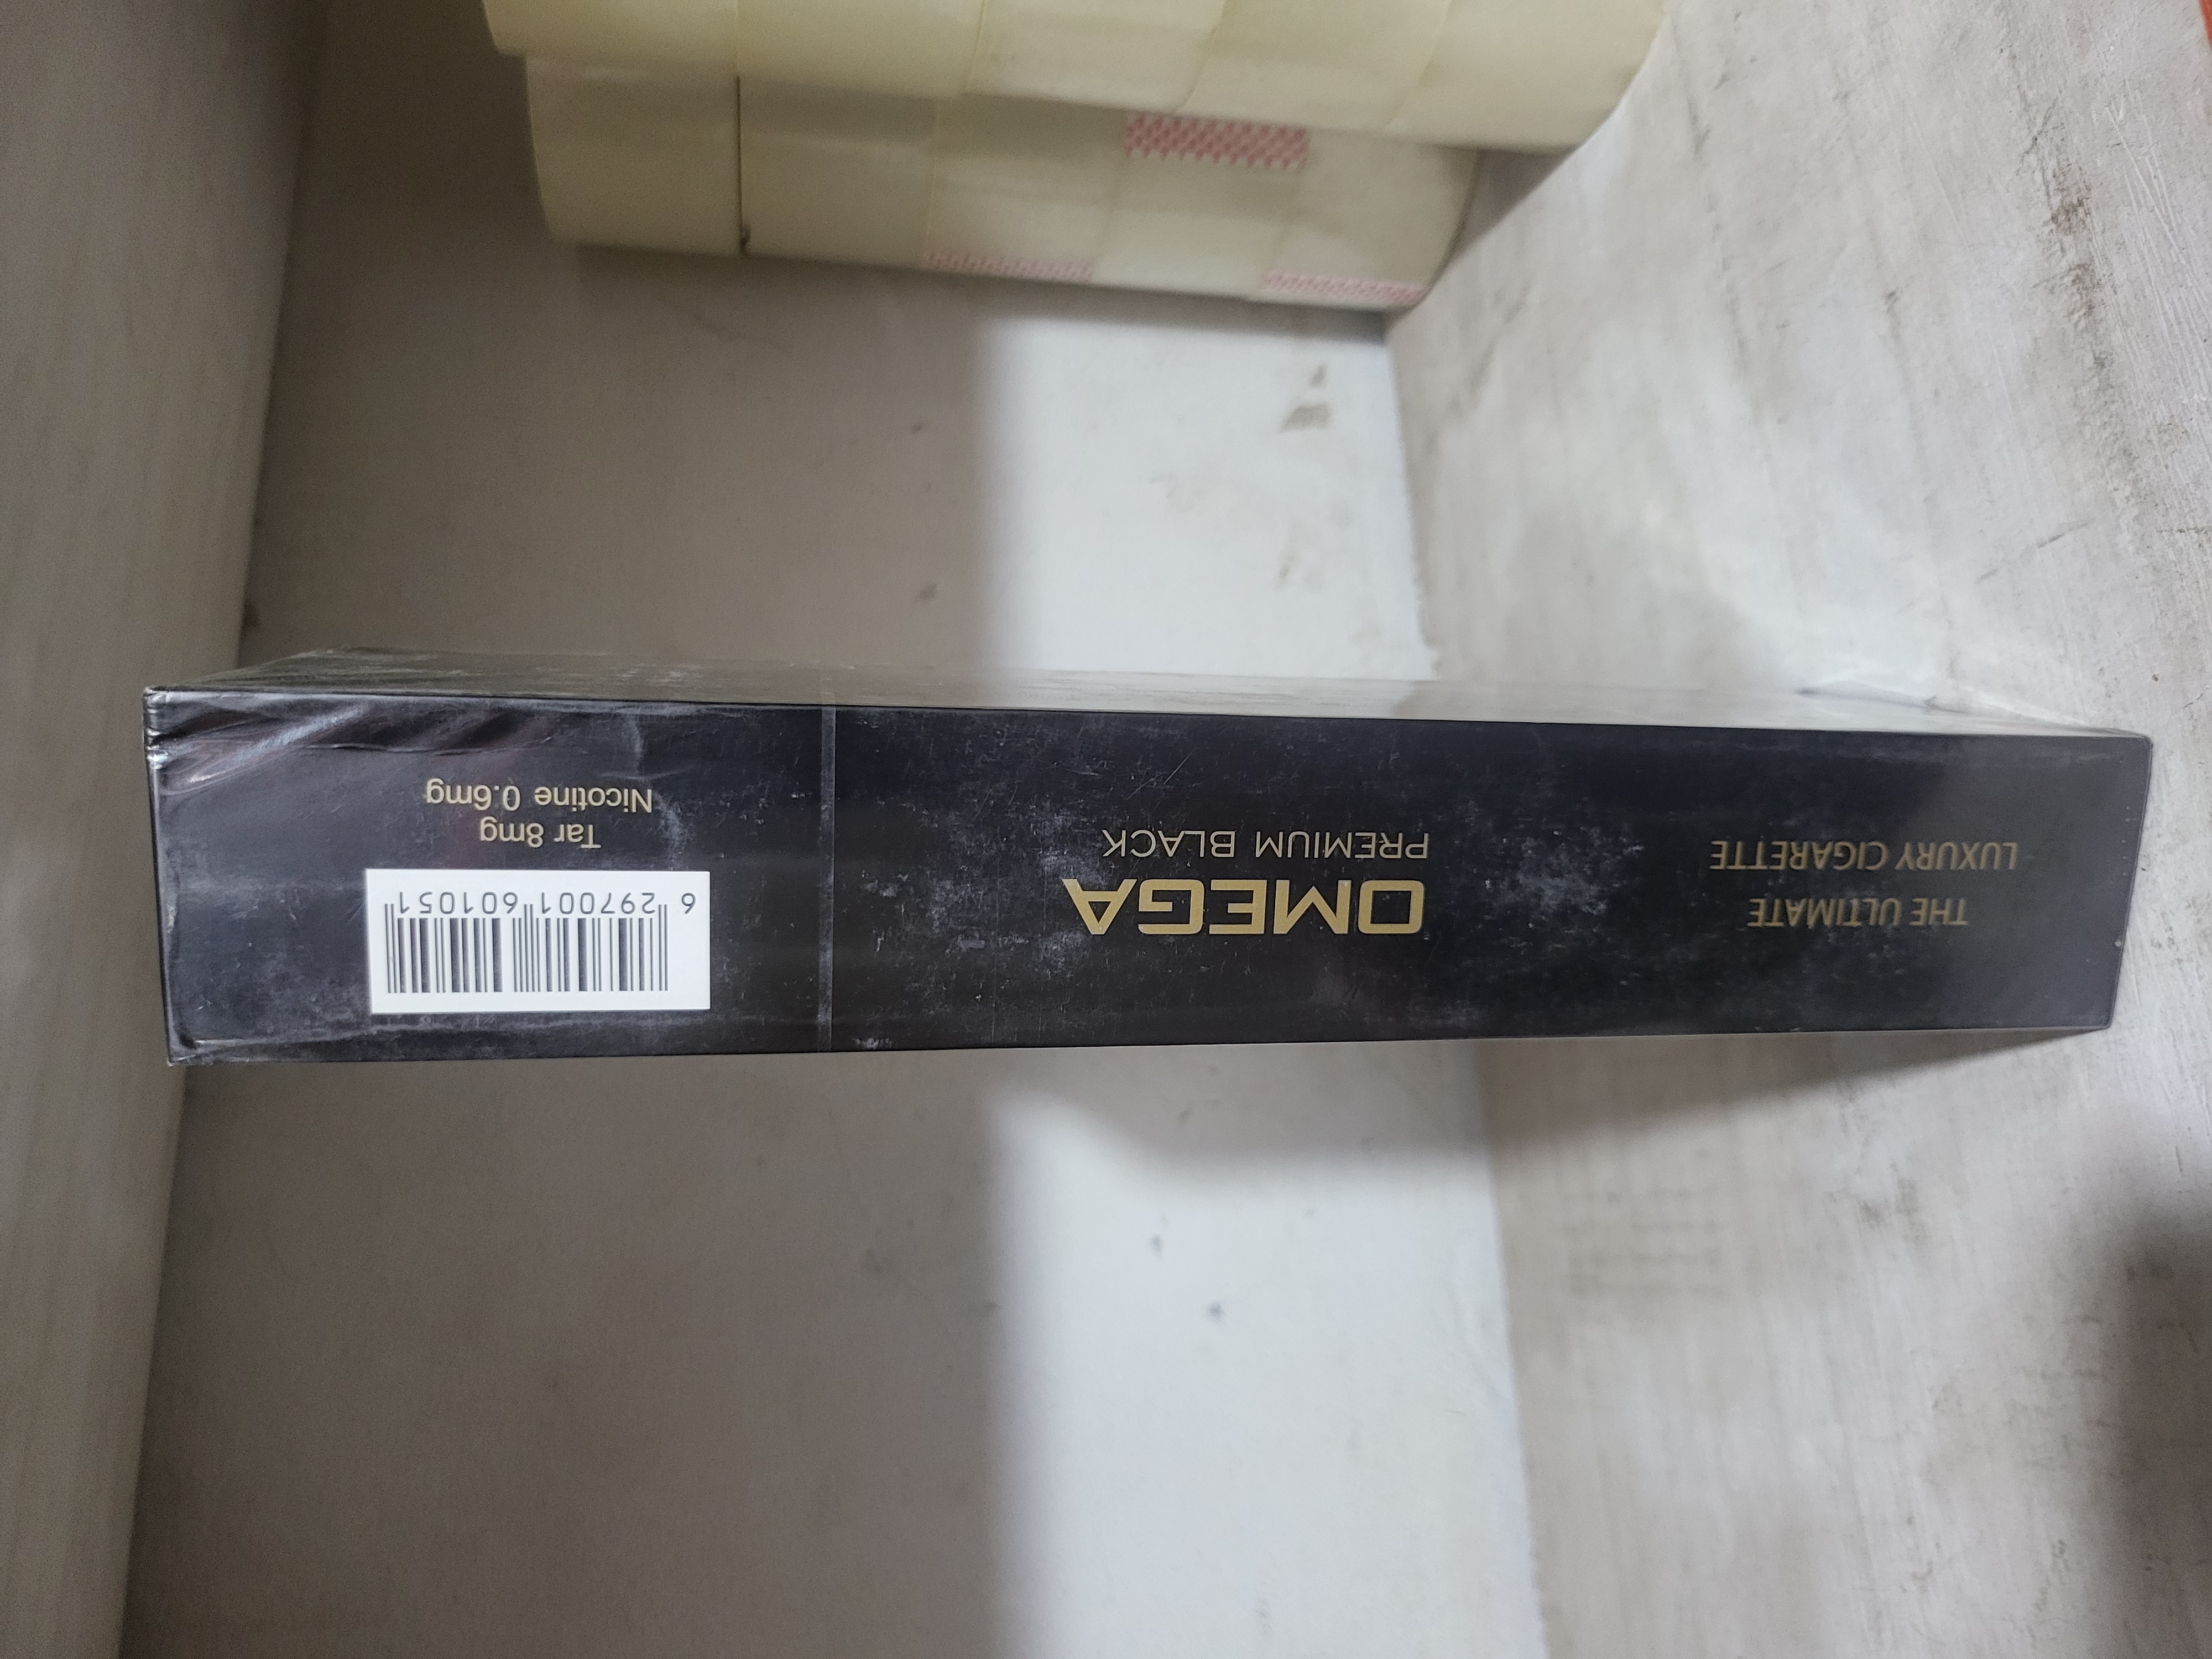 THE ULTIMATE
LUXURY CIGARETTE
OMEGA
PREMIUM BLACK
6 297001 601051
Tar 8mg
Nicotine 0.6mg